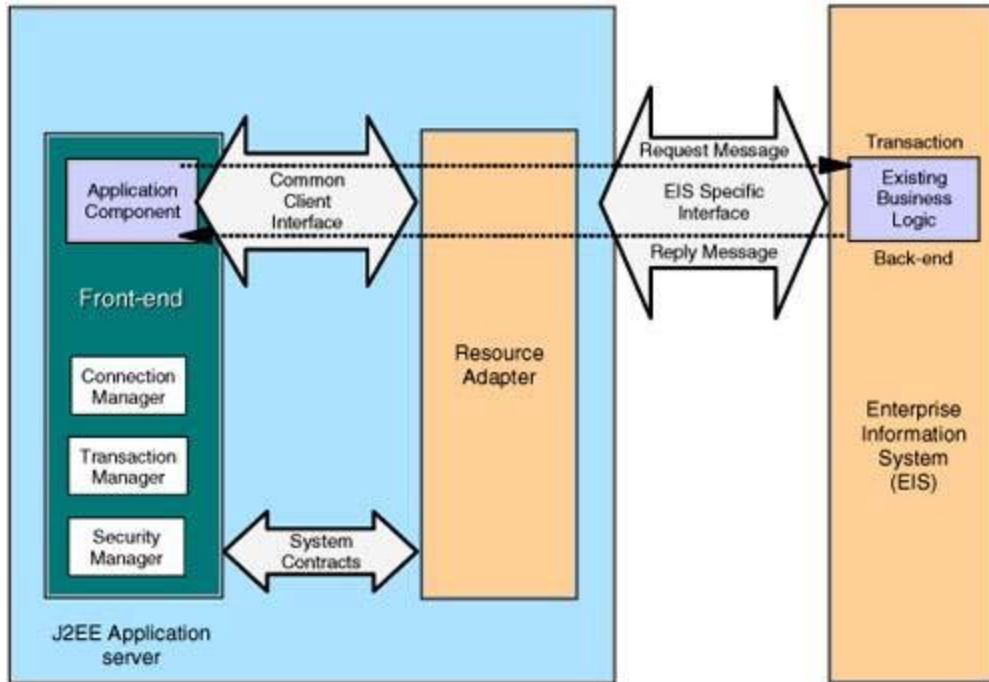 Application
Component
Common
Client
Interface
Front-end
Connection
Manager
Transaction
Manager
Security
Manager
System
Contracts
J2EE Application
server
Resource
Adapter
Request Message
EIS Specific
Interface
Reply Message
Transaction
Existing
Business
Logic
Back-end
Enterprise
Information
System
(EIS)